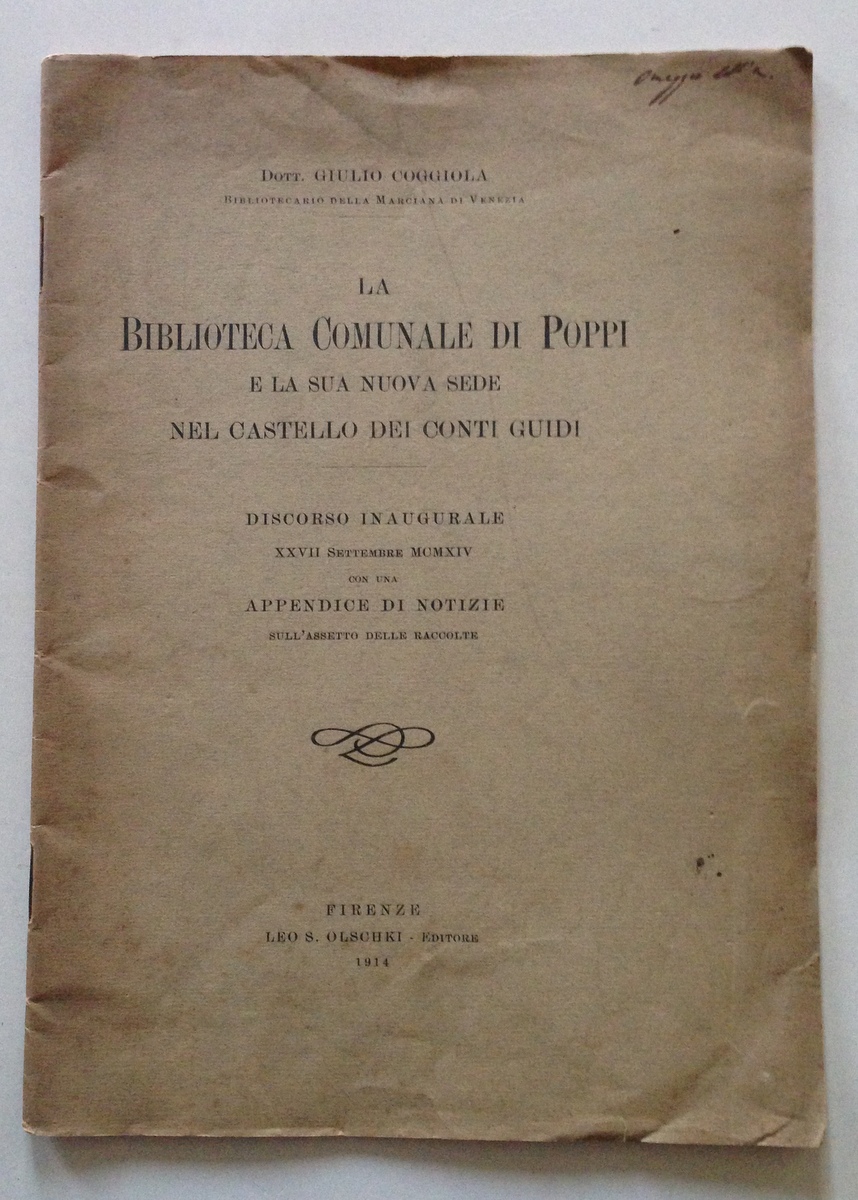 Omaggio dell'a.
Dott. GIULIO COGGIOLA
Bibliotecario della Marciana di Venezia
LA
Biblioteca Comunale di Poppi
E LA SUA NUOVA SEDE
NEL CASTELLO DEI CONTI GUIDI
DISCORSO INAUGURALE
XXVII Settembre MCMXIV
CON UNA
APPENDICE DI NOTIZIE
SULL'ASSETTO DELLE RACCOLTE
FIRENZE
LEO S. OLSCHKI - Editore
1914